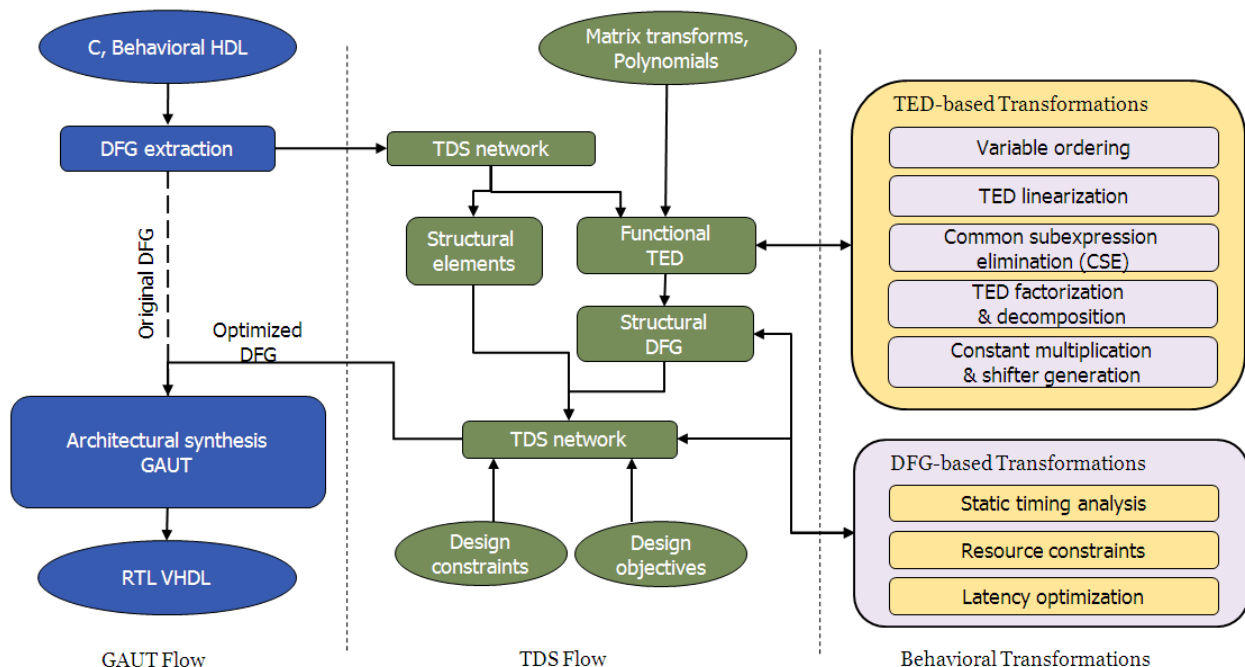 C, Behavioral HDL
DFG extraction
Original DFG
Optimized
DFG
Architectural synthesis
GAUT
RTL VHDL
GAUT Flow
Matrix transforms,
Polynomials
TDS network
Structural
elements
Functional
TED
Structural
DFG
TDS network
Design
constraints
Design
objectives
TDS Flow
TED-based Transformations
Variable ordering
TED linearization
Common subexpression
elimination (CSE)
TED factorization
& decomposition
Constant multiplication
& shifter generation
DFG-based Transformations
Static timing analysis
Resource constraints
Latency optimization
Behavioral Transformations